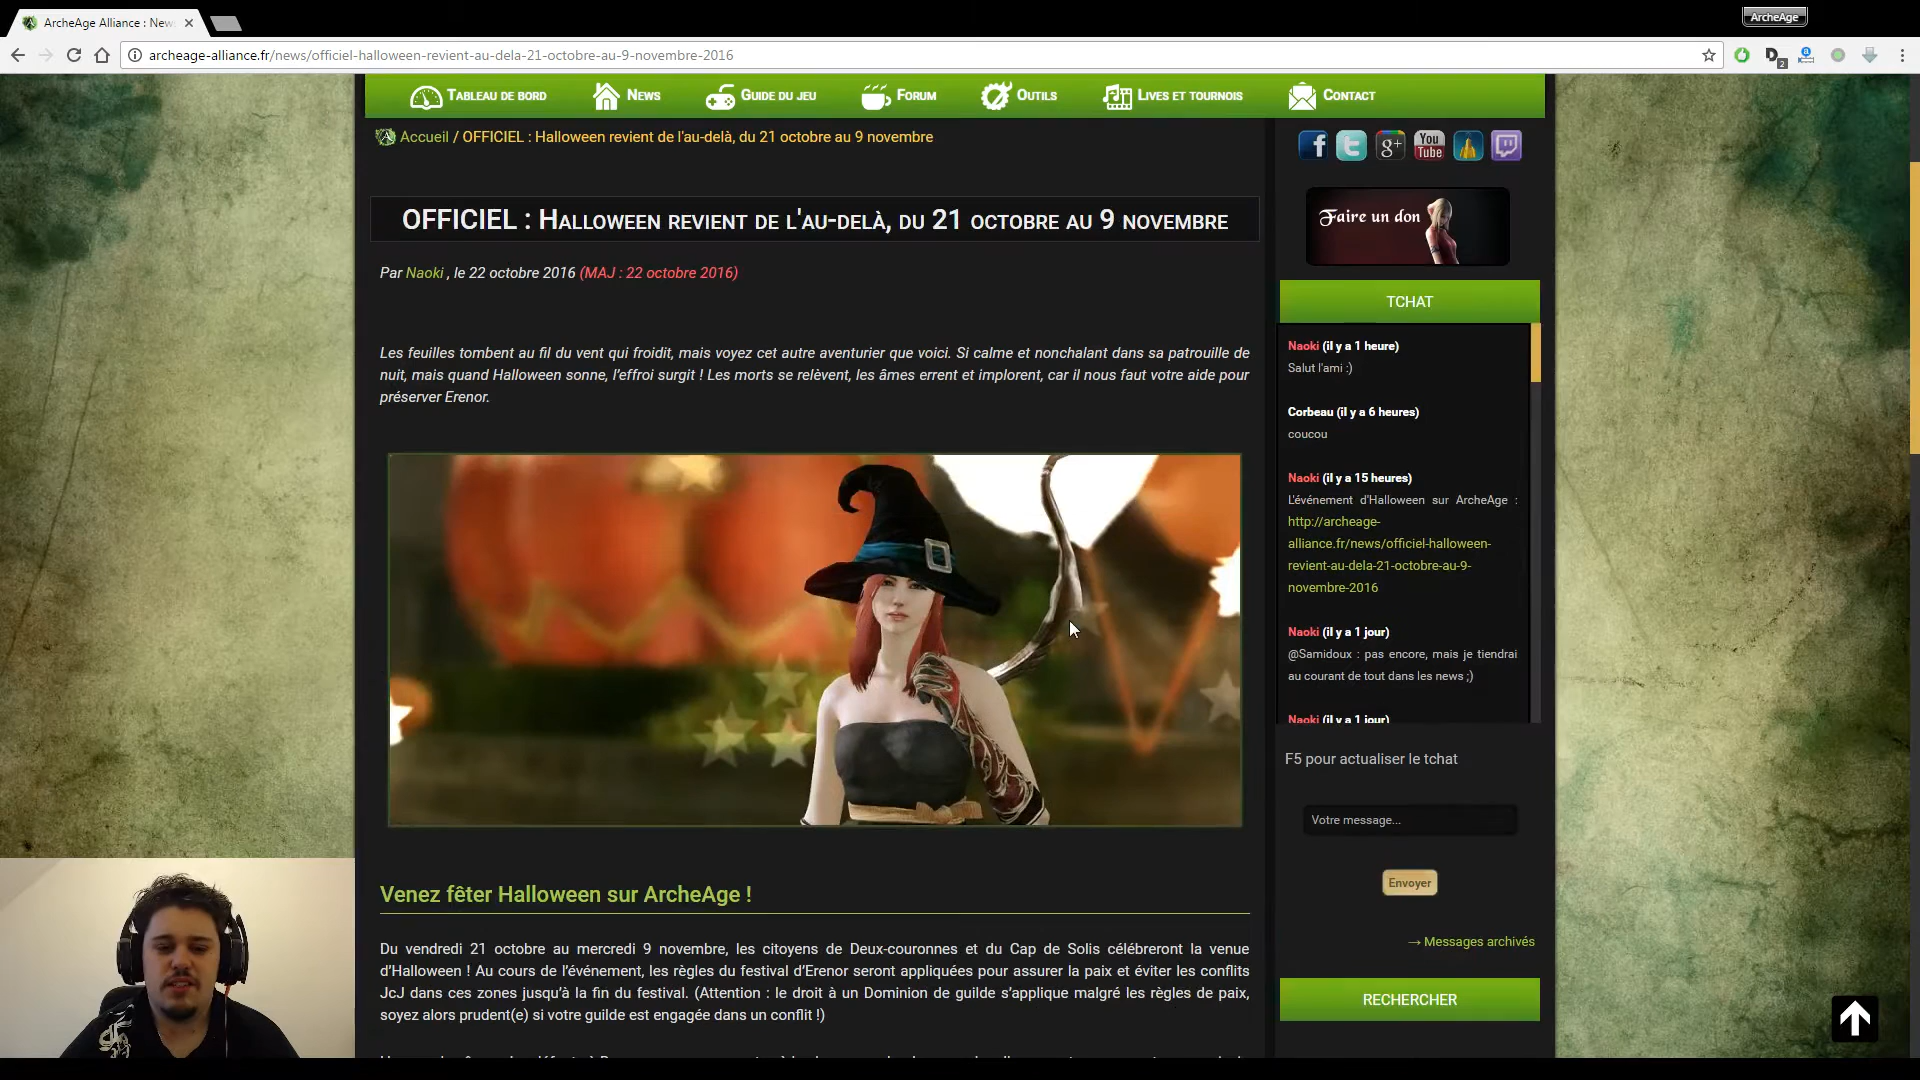 ArcheAge Alliance : New
ArcheAge
archeage-alliance.fr/news/officiel-halloween-revient-au-dela-21-octobre-au-9-novembre-2016
2
Tableau de bord
News
Guide du jeu
Forum
Outils
Lives et tournois
Contact
Accueil / OFFICIEL : Halloween revient de l'au-delà, du 21 octobre au 9 novembre
OFFICIEL : Halloween revient de l'au-delà, du 21 octobre au 9 novembre
Par Naoki , le 22 octobre 2016 (MAJ : 22 octobre 2016)
Les feuilles tombent au fil du vent qui froidit, mais voyez cet autre aventurier que voici. Si calme et nonchalant dans sa patrouille de
nuit, mais quand Halloween sonne, l'effroi surgit ! Les morts se relèvent, les âmes errent et implorent, car il nous faut votre aide pour
préserver Erenor.
Venez fêter Halloween sur ArcheAge !
Du vendredi 21 octobre au mercredi 9 novembre, les citoyens de Deux-couronnes et du Cap de Solis célébreront la venue
d'Halloween ! Au cours de l'événement, les règles du festival d'Erenor seront appliquées pour assurer la paix et éviter les conflits
JcJ dans ces zones jusqu'à la fin du festival. (Attention : le droit à un Dominion de guilde s'applique malgré les règles de paix,
soyez alors prudent(e) si votre guilde est engagée dans un conflit !)
f
t
g+
You
Tube
Faire un don
TCHAT
Naoki (il y a 1 heure)
Salut l'ami :)
Corbeau (il y a 6 heures)
coucou
Naoki (il y a 15 heures)
L'événement d'Halloween sur ArcheAge :
http://archeage-
alliance.fr/news/officiel-halloween-
revient-au-dela-21-octobre-au-9-
novembre-2016
Naoki (il y a 1 jour)
@Samidoux : pas encore, mais je tiendrai
au courant de tout dans les news ;)
Naoki (il y a 1 jour)
F5 pour actualiser le tchat
Votre message...
Envoyer
→ Messages archivés
RECHERCHER